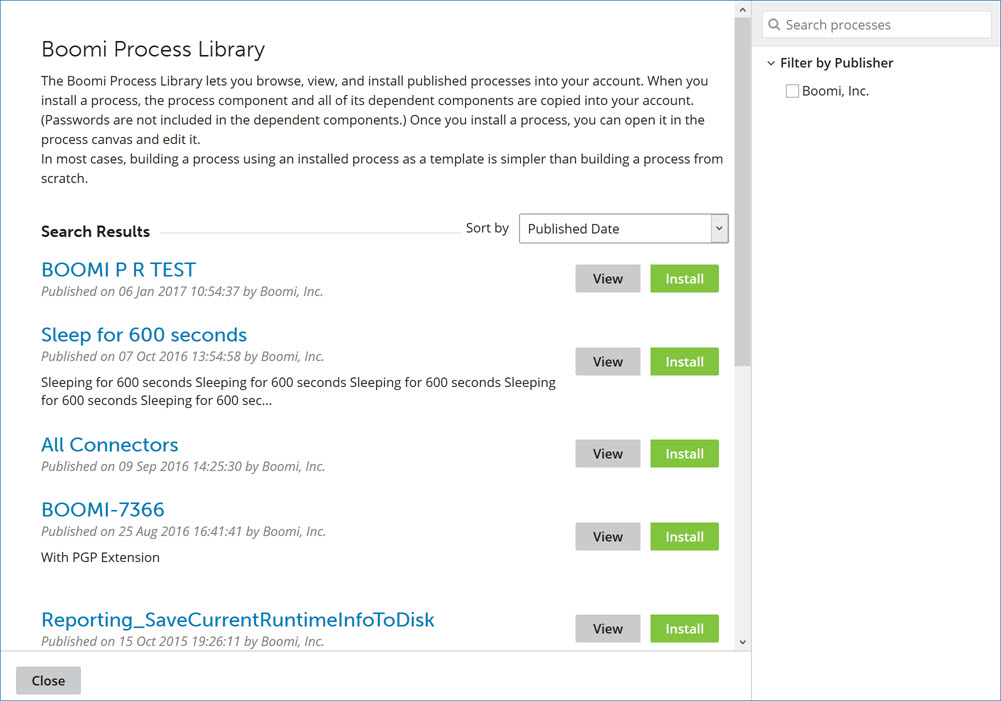 Boomi Process Library
The Boomi Process Library lets you browse, view, and install published processes into your account. When you
install a process, the process component and all of its dependent components are copied into your account.
(Passwords are not included in the dependent components.) Once you install a process, you can open it in the
process canvas and edit it.
In most cases, building a process using an installed process as a template is simpler than building a process from
scratch.
Search Results
Sort by
Published Date
BOOMI P R TEST
Published on 06 Jan 2017 10:54:37 by Boomi, Inc.
View
Install
Sleep for 600 seconds
Published on 07 Oct 2016 13:54:58 by Boomi, Inc.
Sleeping for 600 seconds Sleeping for 600 seconds Sleeping for 600 seconds Sleeping
for 600 seconds Sleeping for 600 sec...
View
Install
All Connectors
Published on 09 Sep 2016 14:25:30 by Boomi, Inc.
View
Install
BOOMI-7366
Published on 25 Aug 2016 16:41:41 by Boomi, Inc.
With PGP Extension
View
Install
Reporting_SaveCurrentRuntimeInfoToDisk
Published on 15 Oct 2015 19:26:11 by Boomi, Inc.
View
Install
Close
Search processes
Filter by Publisher
Boomi, Inc.